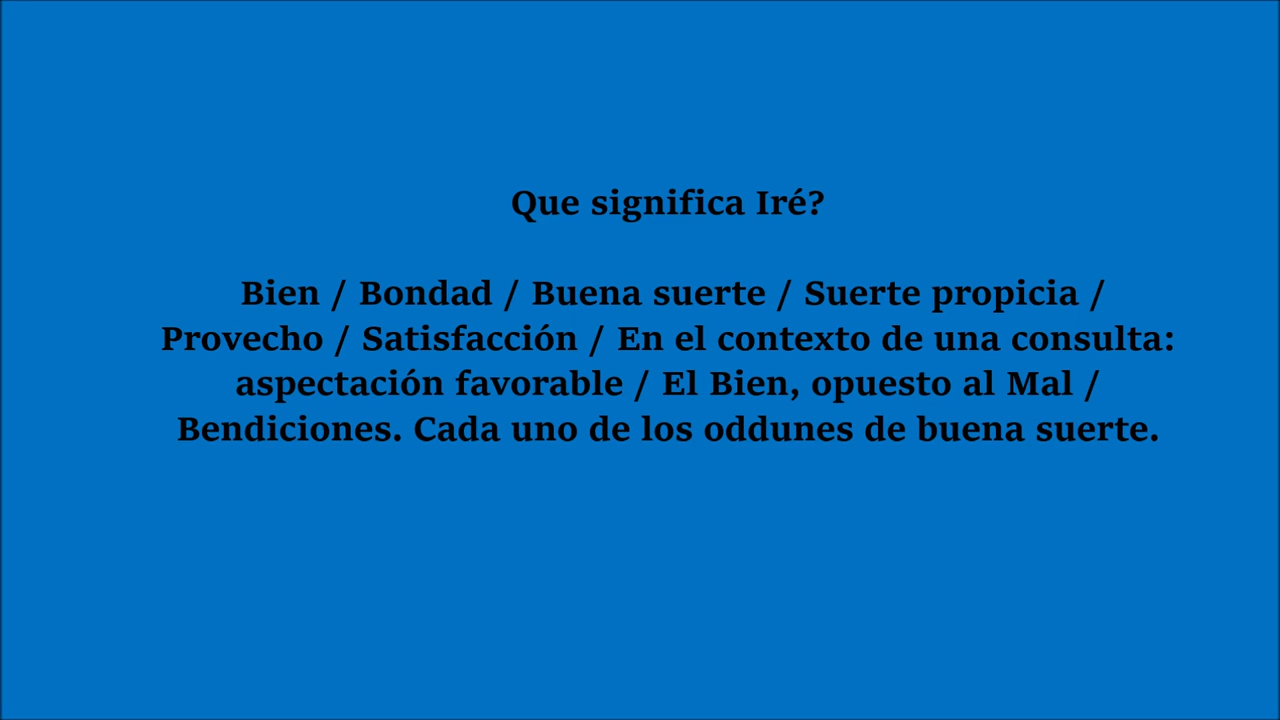 Que significa Iré?
Bien / Bondad / Buena suerte / Suerte propicia /
Provecho / Satisfacción / En el contexto de una consulta:
aspectación favorable / El Bien, opuesto al Mal /
Bendiciones. Cada uno de los oddunes de buena suerte.